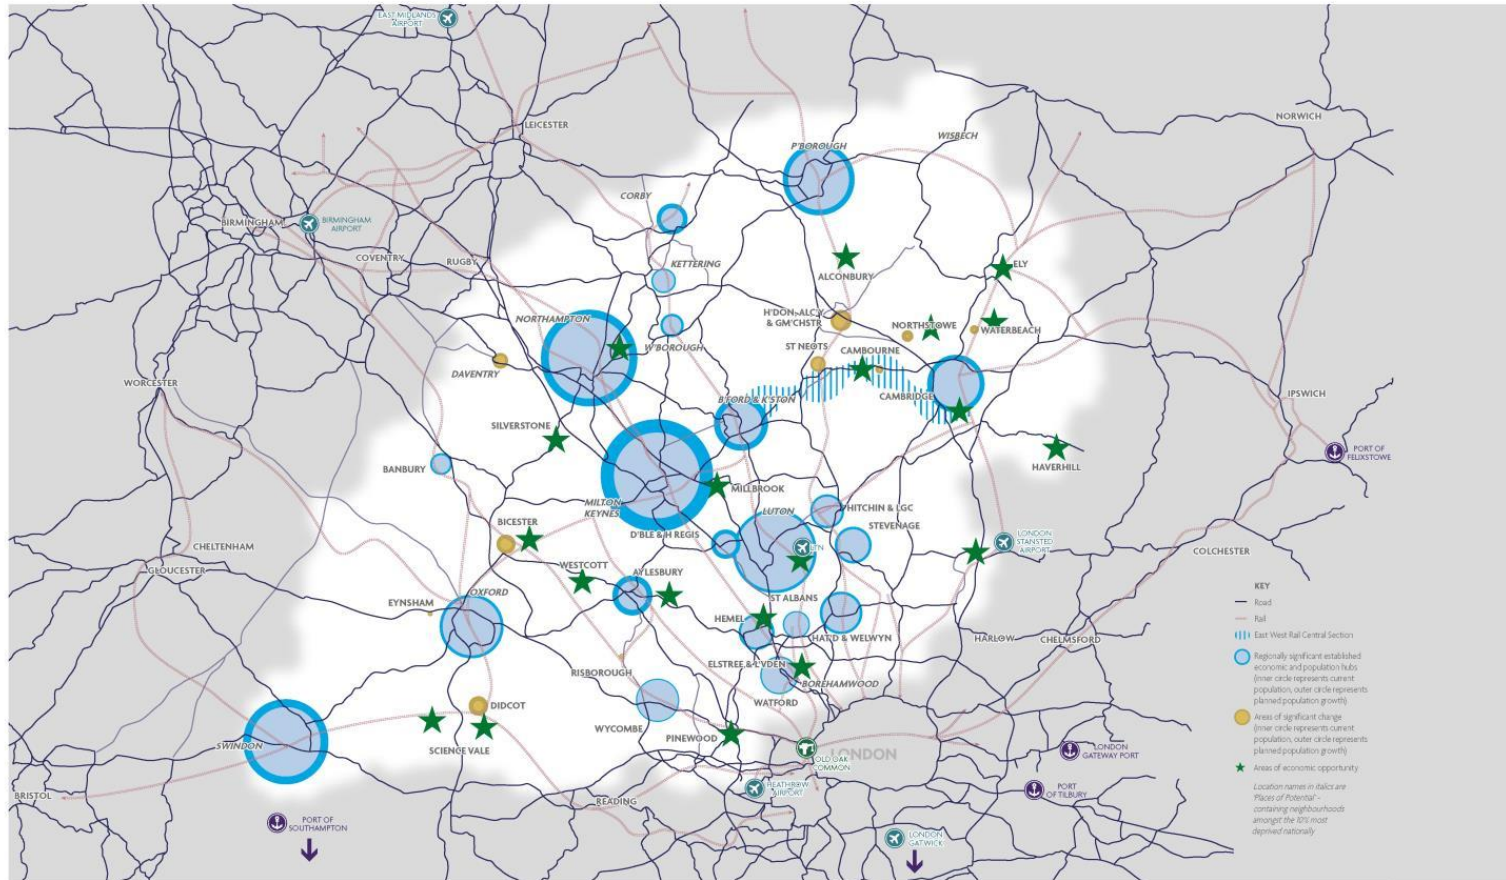 EAST MIDLANDS
AIRPORT
NORWICH
LEICESTER
WISBECH
P'BOROUGH
CORBY
BIRMINGHAM
BIRMINGHAM
AIRPORT
COVENTRY
RUGBY
KETTERING
ELY
ALCONBURY
NORTHAMPTON
H'DON, ALC'Y
& GM'CHSTR
NORTHSTOWE
WATERBEACH
W'BOROUGH
ST NEOTS
CAMBOURNE
DAVENTRY
WORCESTER
IPSWICH
B'FORD & K'STON
CAMBRIDGE
SILVERSTONE
PORT OF
FELIXSTOWE
BANBURY
HAVERHILL
MILLBROOK
MILTON
KEYNES
LUTON
HITCHIN & LGC
STEVENAGE
BICESTER
D'BLE & H REGIS
LTN
LONDON
STANSTED
AIRPORT
CHELTENHAM
COLCHESTER
GLOUCESTER
WESTCOTT
AYLESBURY
OXFORD
EYNSHAM
ST ALBANS
HEMEL
HAT'D & WELWYN
HARLOW
CHELMSFORD
RISBOROUGH
ELSTREE & L'VDEN
BOREHAMWOOD
WATFORD
DIDCOT
WYCOMBE
PINEWOOD
SWINDON
SCIENCE VALE
OLD OAK
COMMON
LONDON
LONDON
GATEWAY PORT
BRISTOL
READING
HEATHROW
AIRPORT
PORT
OF TILBURY
PORT OF
SOUTHAMPTON
LONDON
GATWICK
KEY
Road
Rail
East West Rail Central Section
Regionally significant established
economic and population hubs
(inner circle represents current
population, outer circle represents
planned population growth)
Areas of significant change
(inner circle represents current
population, outer circle represents
planned population growth)
Areas of economic opportunity
Location names in italics are
'Places of Potential' -
containing neighbourhoods
amongst the 10% most
deprived nationally